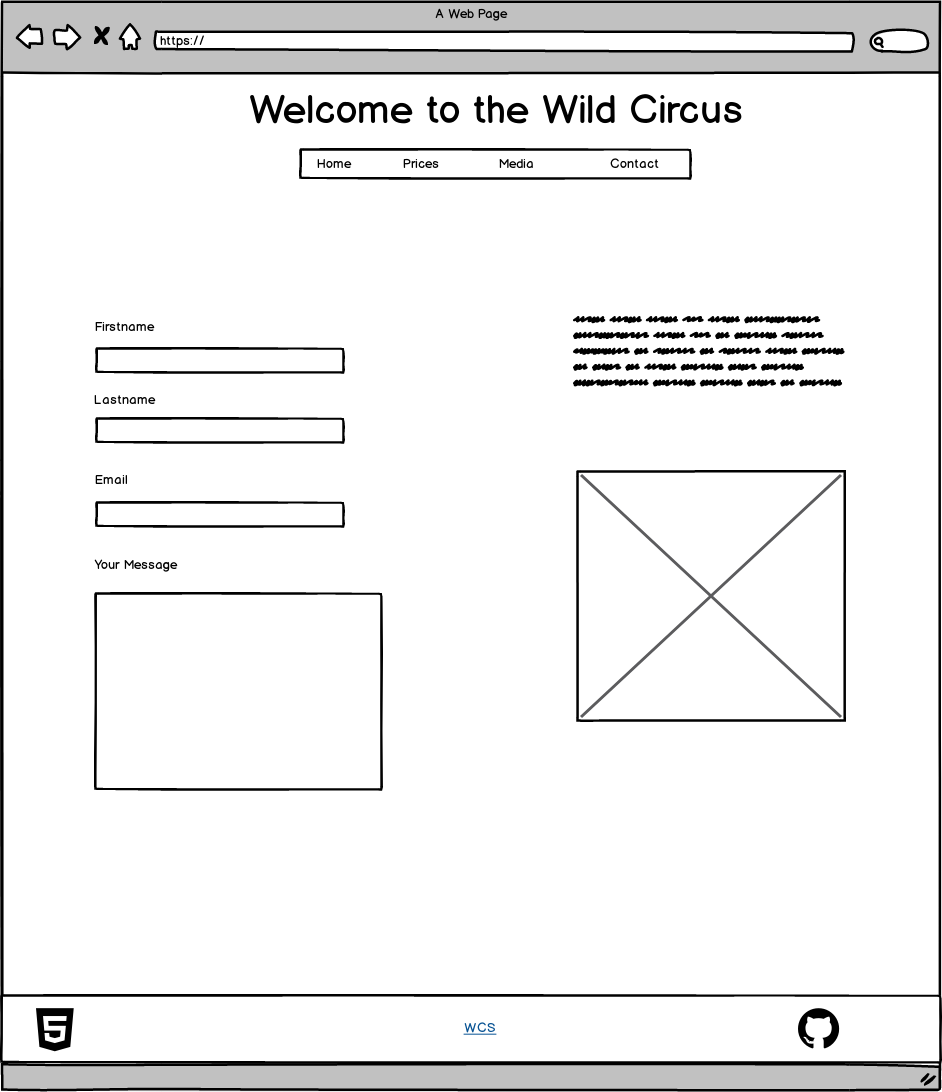 A Web Page
https://
Welcome to the Wild Circus
Home Prices Media Contact
Firstname
Lastname
Email
Your Message
5 WCS